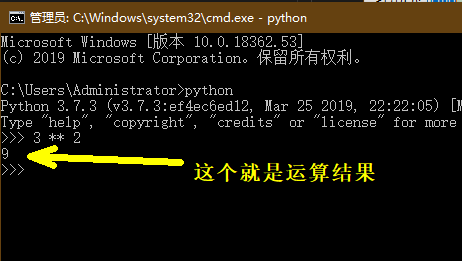 管理员: C:\Windows\system32\cmd.exe - python
Microsoft Windows [版本 10.0.18362.53]
(c) 2019 Microsoft Corporation。保留所有权利。
C:\Users\Administrator>python
Python 3.7.3 (v3.7.3:ef4ec6ed12, Mar 25 2019, 22:22:05) [M
Type "help", "copyright", "credits" or "license" for more
>>> 3 ** 2
9
>>>
这个就是运算结果